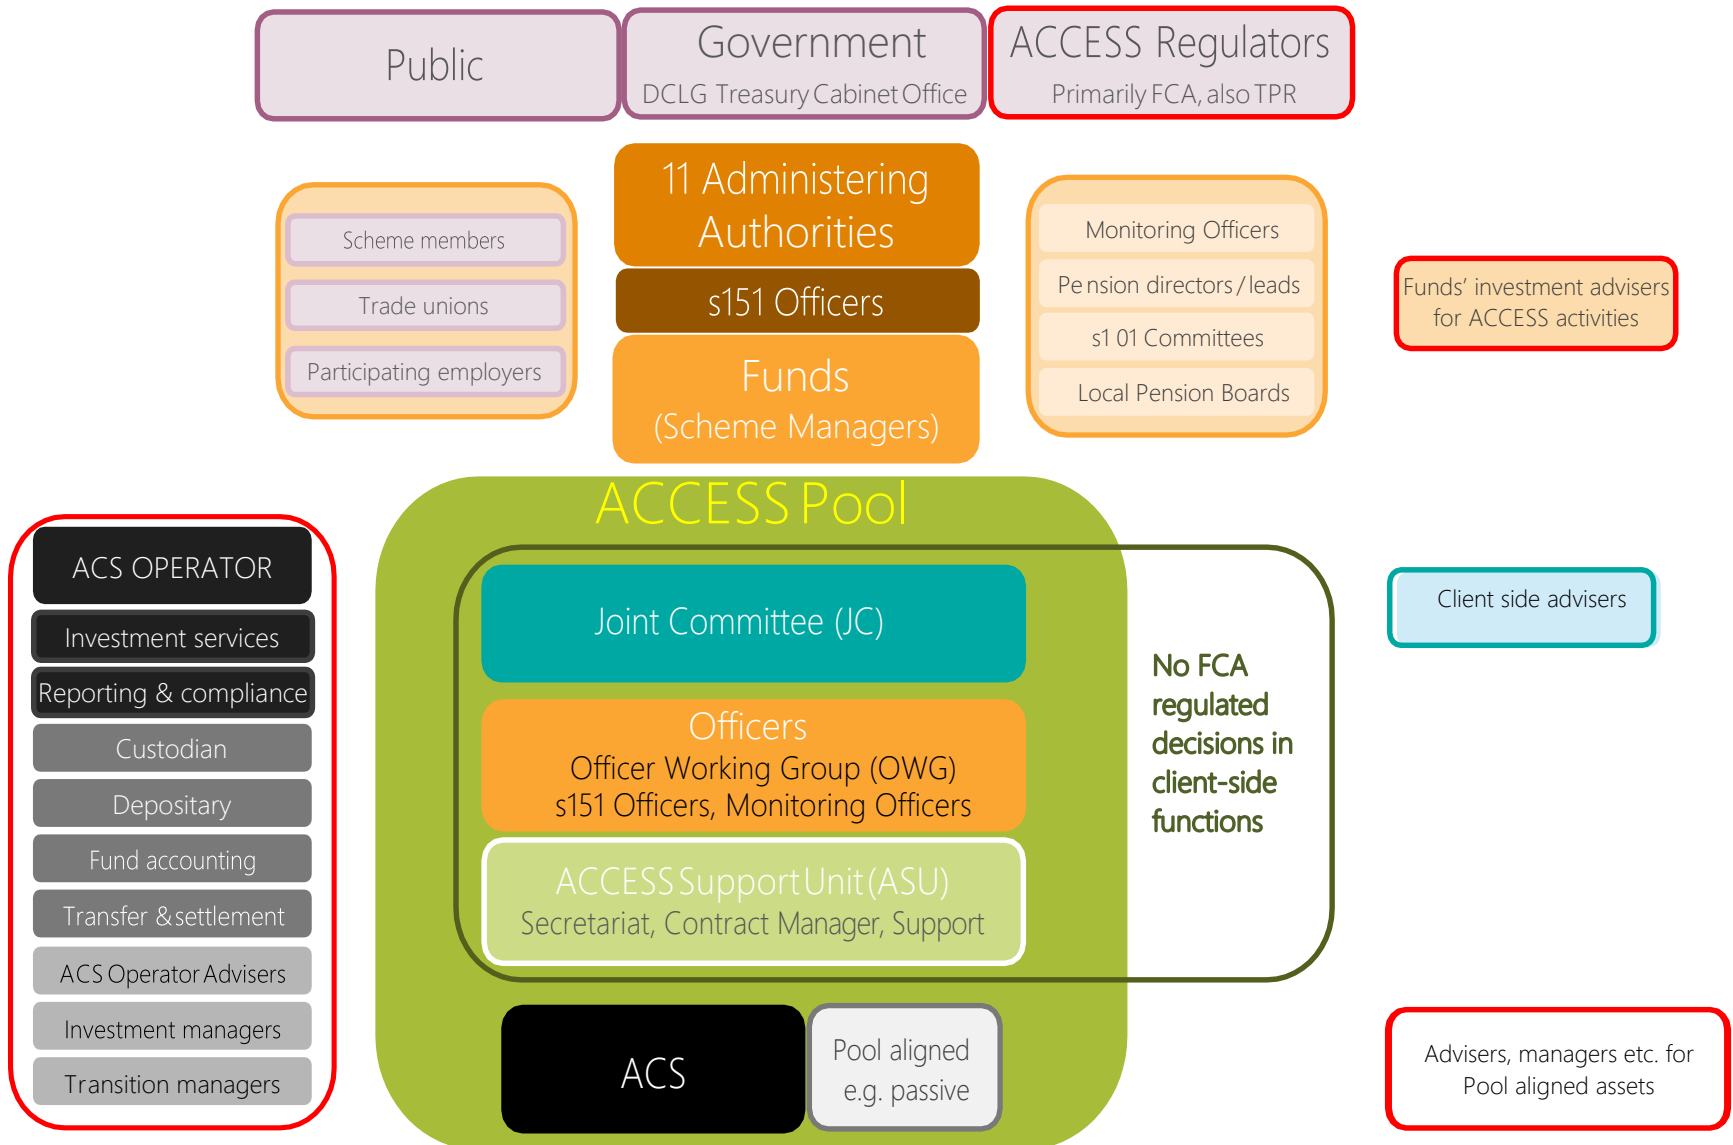 Public
Government
DCLG Treasury Cabinet Office
ACCESS Regulators
Primarily FCA, also TPR
11 Administering
Authorities
s151 Officers
Funds
(Scheme Managers)
Scheme members
Trade unions
Participating employers
Monitoring Officers
Pension directors / leads
s1 01 Committees
Local Pension Boards
Funds' investment advisers
for ACCESS activities
ACCESS Pool
ACS OPERATOR
Investment services
Reporting & compliance
Custodian
Depositary
Fund accounting
Transfer & settlement
ACS Operator Advisers
Investment managers
Transition managers
Joint Committee (JC)
Officers
Officer Working Group (OWG)
s151 Officers, Monitoring Officers
ACCESS Support Unit (ASU)
Secretariat, Contract Manager, Support
No FCA
regulated
decisions in
client-side
functions
Client side advisers
ACS
Pool aligned
e.g. passive
Advisers, managers etc. for
Pool aligned assets